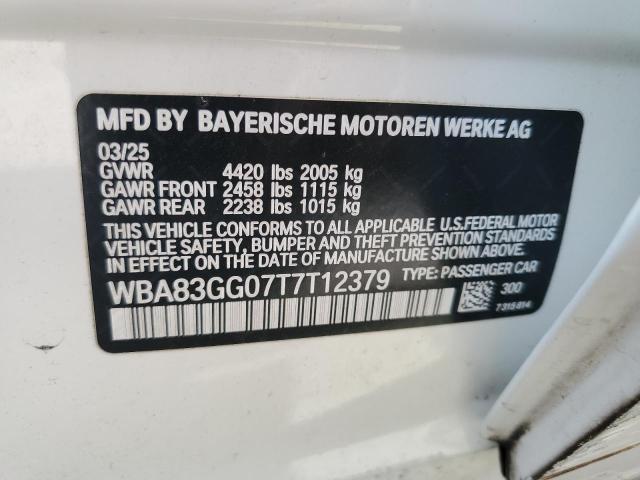 MFD BY BAYERISCHE MOTOREN WERKE AG
03/25
GVWR 4420 lbs 2005 kg
GAWR FRONT 2458 lbs 1115 kg
GAWR REAR 2238 lbs 1015 kg
THIS VEHICLE CONFORMS TO ALL APPLICABLE U.S.FEDERAL MOTOR
VEHICLE SAFETY, BUMPER AND THEFT PREVENTION STANDARDS
IN EFFECT ON THE DATE OF MANUFACTURE SHOWN ABOVE.
WBA83GG07T7T12379 TYPE: PASSENGER CAR
300
7315814